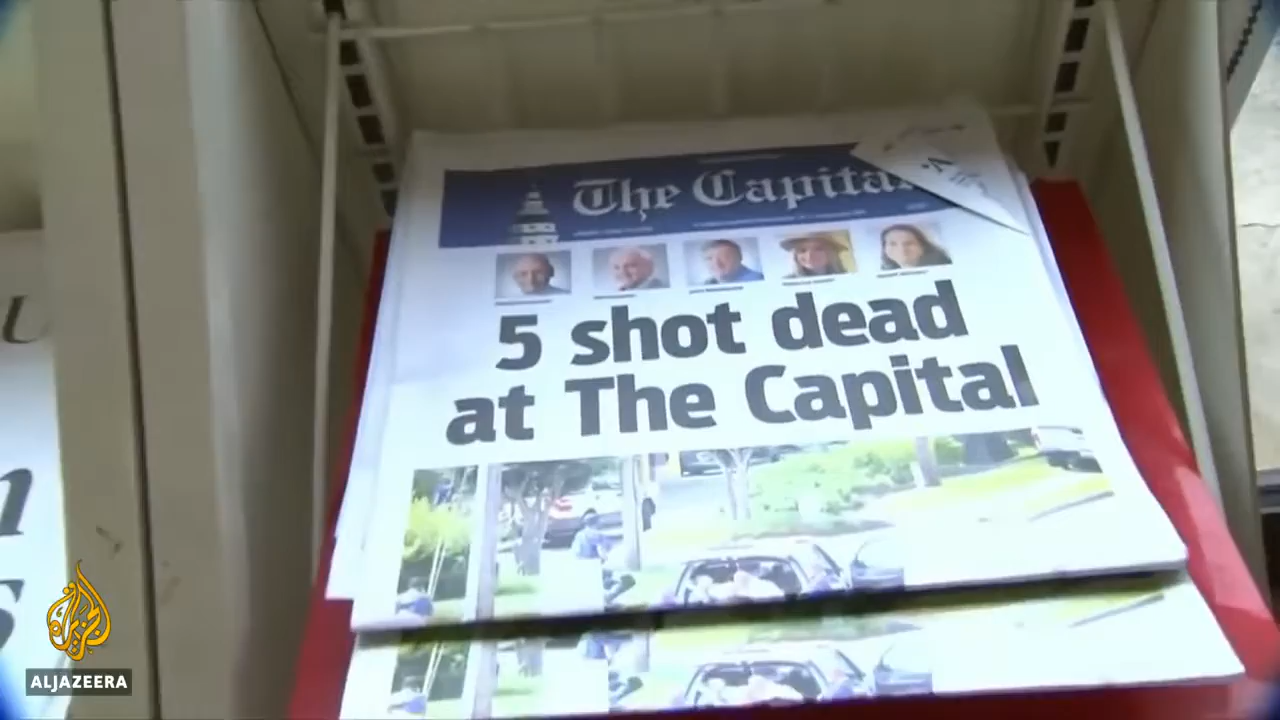 The Capital
5 shot dead
at The Capital
ALJAZEERA